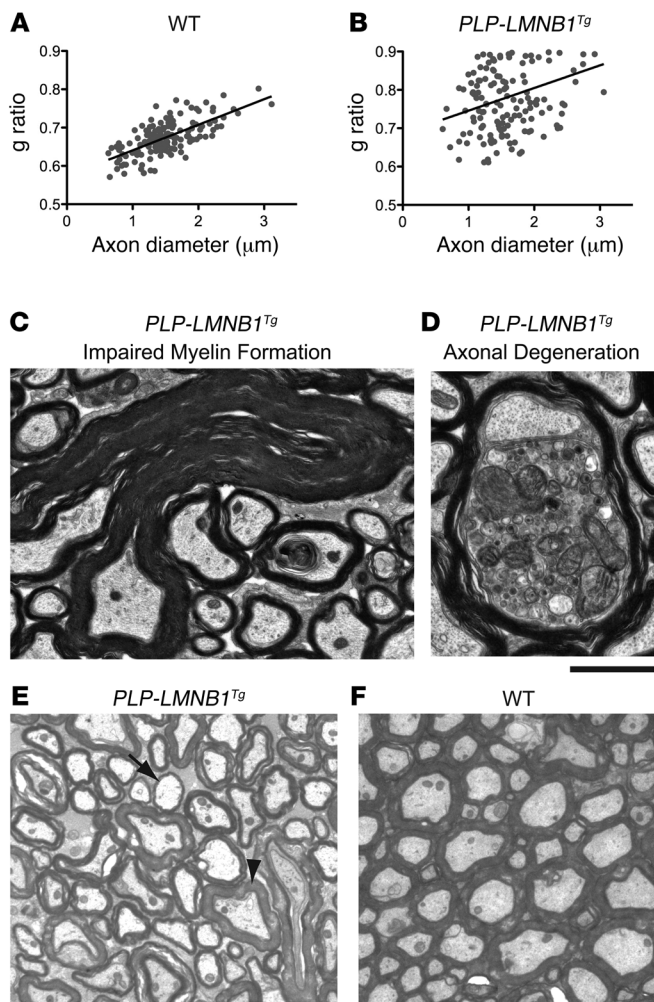 A
WT
g ratio
0.9
0.8
0.7
0.6
0.5
0
1
2
3
Axon diameter (μm)
B
PLP-LMNB1Tg
g ratio
0.9
0.8
0.7
0.6
0.5
0
1
2
3
Axon diameter (μm)
C
PLP-LMNB1Tg
Impaired Myelin Formation
D
PLP-LMNB1Tg
Axonal Degeneration
E
PLP-LMNB1Tg
F
WT